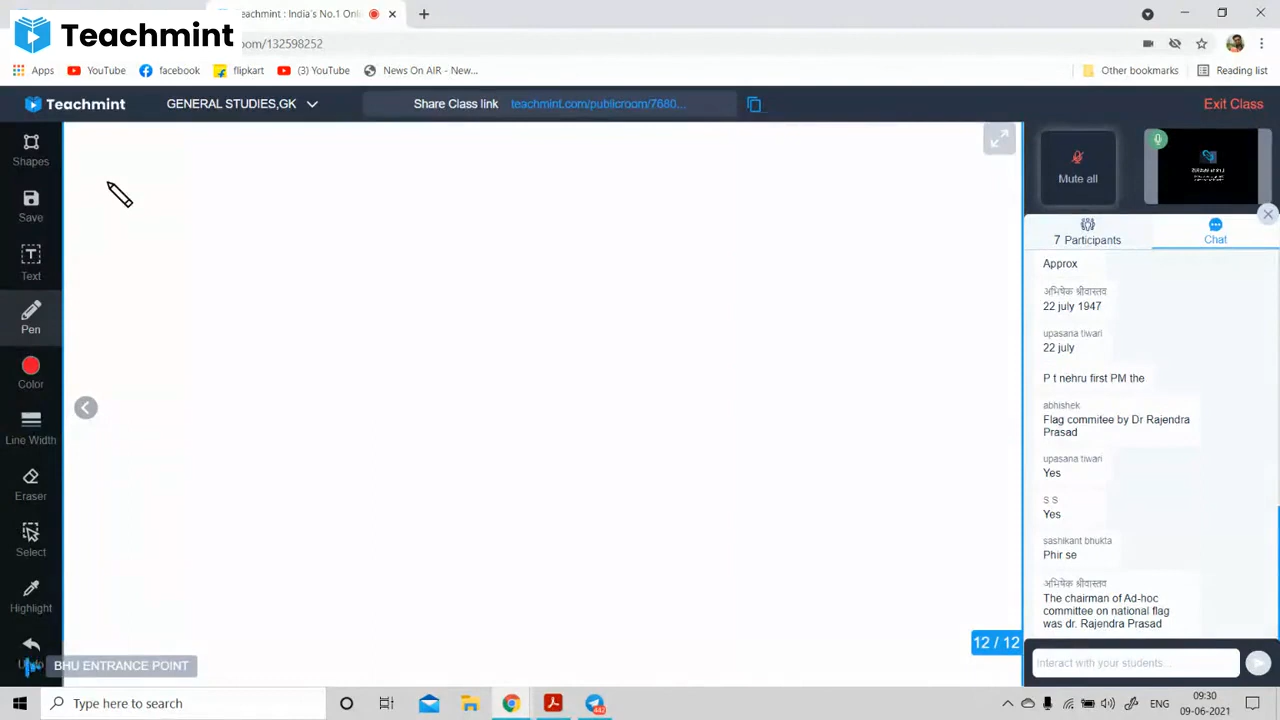 Teachmint
Teachmint : India's No.1 Onli
om/132598252
Apps
YouTube
facebook
flipkart
(3) YouTube
News On AIR - New...
Other bookmarks
Reading list
Teachmint
GENERAL STUDIES,GK
Share Class link
teachmint.com/publicroom/7680...
Exit Class
Shapes
Save
Text
Pen
Color
Line Width
Eraser
Select
Highlight
Undo
BHU ENTRANCE POINT
12 / 12
Mute all
7 Participants
Chat
Approx
अभिषेक श्रीवास्तव
22 july 1947
upasana tiwari
22 july
P t nehru first PM the
abhishek
Flag commitee by Dr Rajendra
Prasad
upasana tiwari
Yes
S S
Yes
sashikant bhukta
Phir se
अभिषेक श्रीवास्तव
The chairman of Ad-hoc
committee on national flag
was dr. Rajendra Prasad
Interact with your students...
Type here to search
442
ENG
09:30
09-06-2021